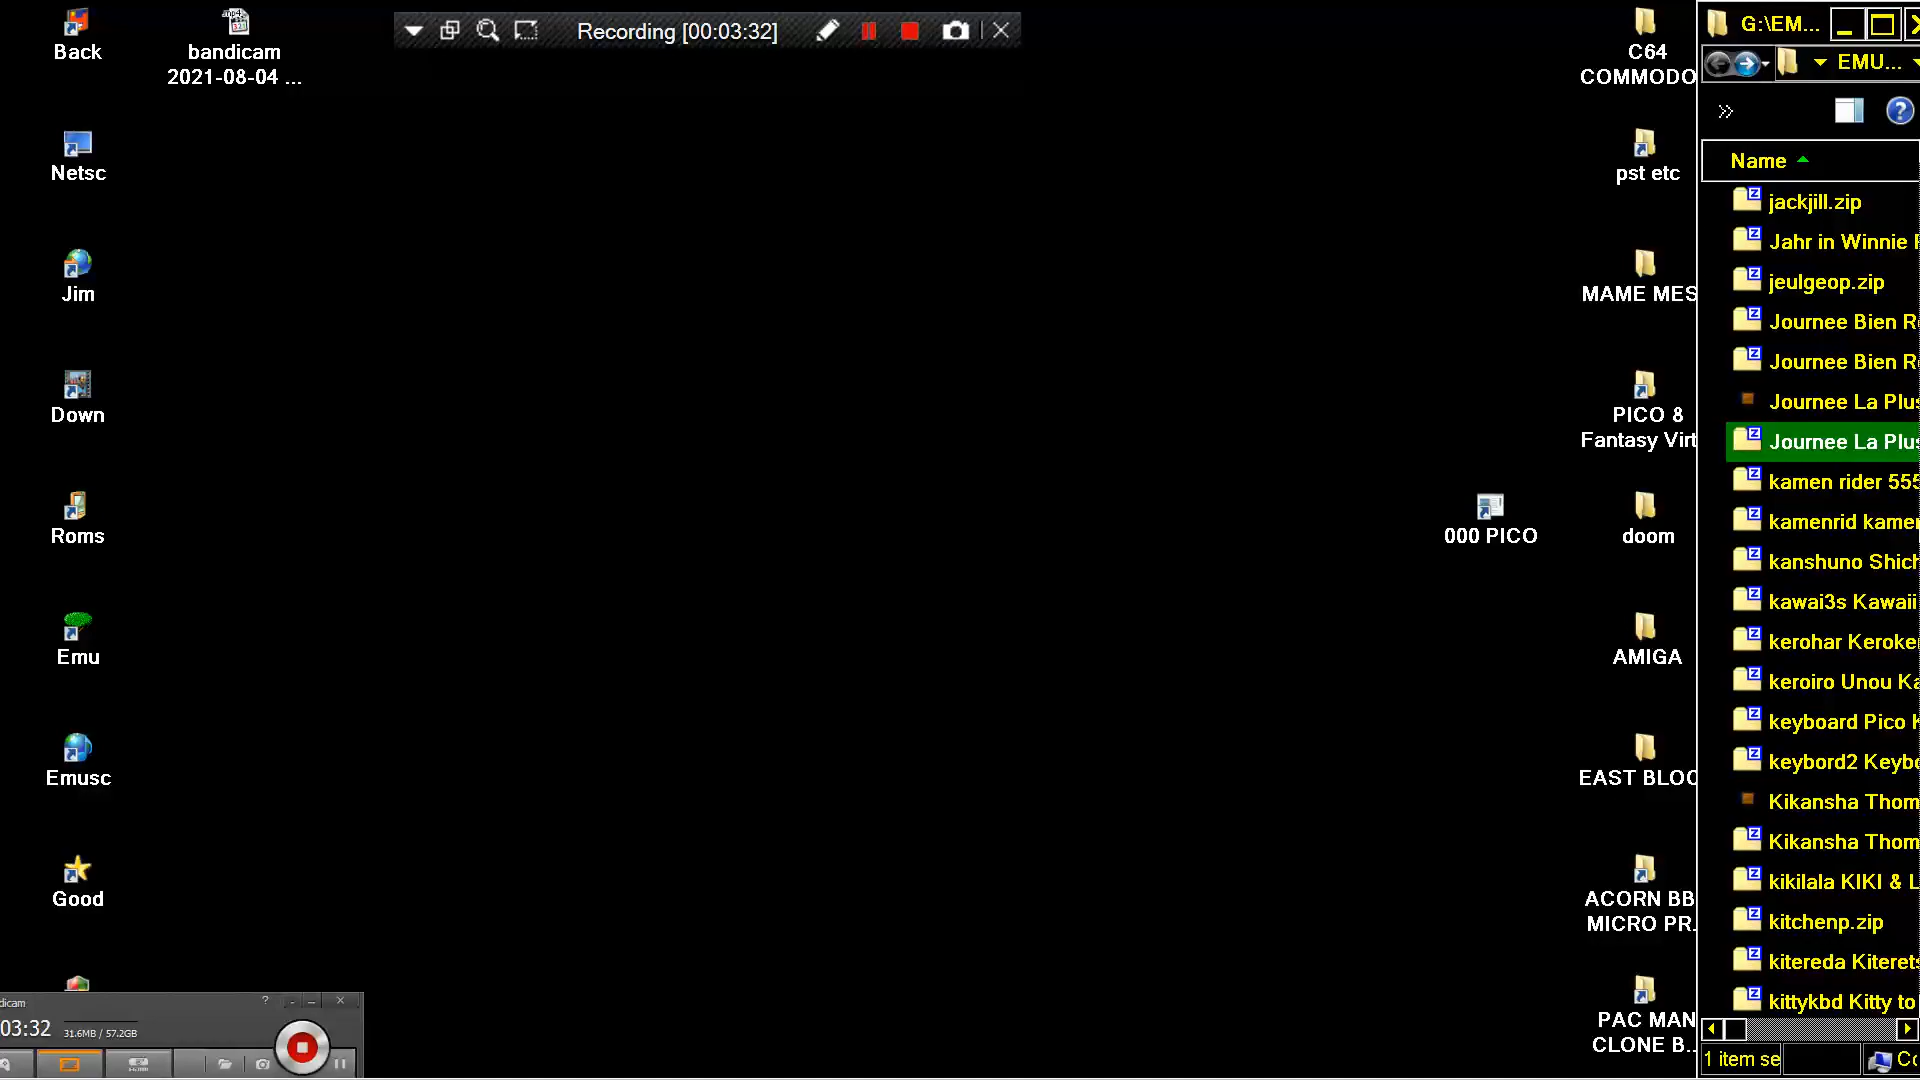 Back
bandicam
2021-08-04 ...
Recording [00:03:32]
Netsc
Jim
Down
Roms
Emu
Emusc
Good
dicam
03:32
31.6MB / 57.2GB
000 PICO
C64
COMMODO
pst etc
MAME MES
PICO 8
Fantasy Virt
doom
AMIGA
EAST BLOC
ACORN BB
MICRO PR.
PAC MAN
CLONE B..
G:\EM...
EMU...
Name
jackjill.zip
Jahr in Winnie
jeulgeop.zip
Journee Bien R
Journee Bien R
Journee La Plus
Journee La Plus
kamen rider 555
kamenrid kame
kanshuno Shich
kawai3s Kawaii
kerohar Keroke
keroiro Unou Ka
keyboard Pico
keybord2 Keybo
Kikansha Thom
Kikansha Thom
kikilala KIKI & L
kitchenp.zip
kitereda Kiterets
kittykbd Kitty to
1 item se
Co